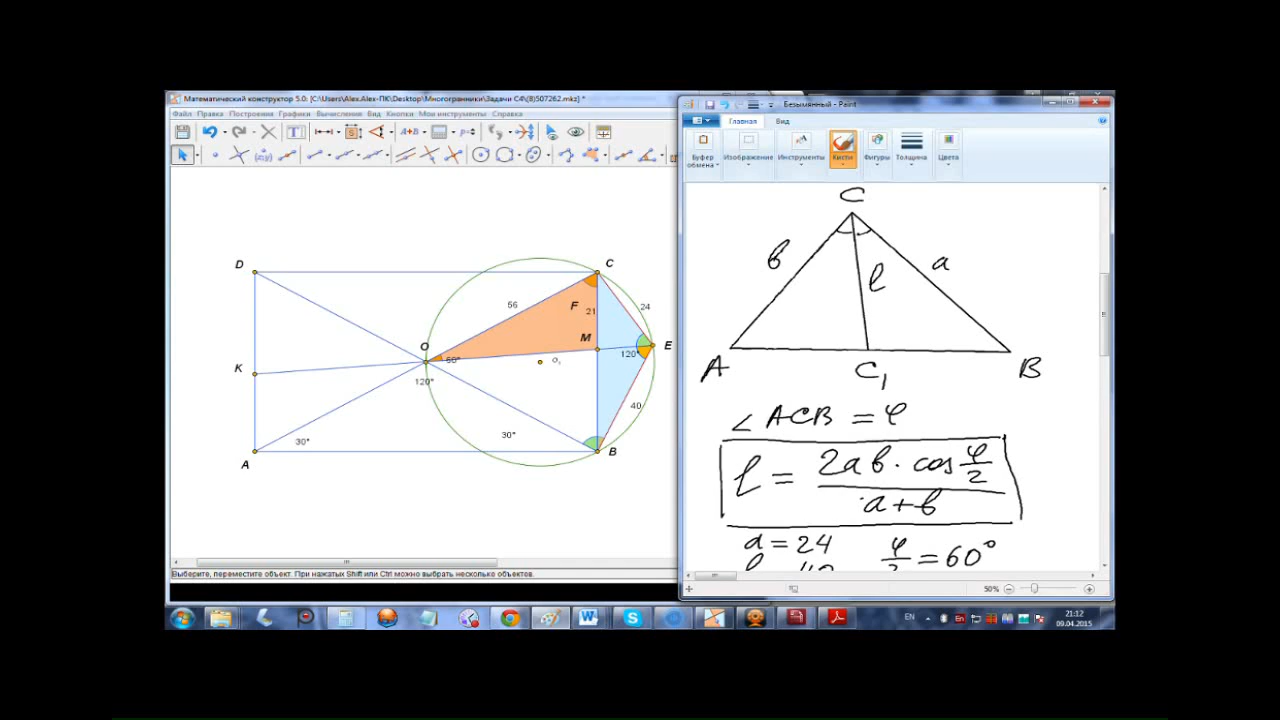 Математический конструктор 5.0: [C:\Users\Alex.Alex-ПК\Desktop\Многогранники\Задачи С4\(B)507262.mkz] *
Файл Правка Построения Графики Вычисления Вид Кнопки Мои инструменты Справка
D
C
56
F
24
21
O
M
E
60°
O₁
120°
K
120°
40
30°
30°
A
B
Выберите, переместите объект. При нажатых Shift или Ctrl можно выбрать несколько объектов.
Безымянный - Paint
Главная Вид
Буфер обмена
Изображение
Инструменты
Кисти
Фигуры
Толщина
Цвета
C
в
a
l
A
C₁
B
∠ACB = φ
l = 2aв · cos φ/2 / a+в
a = 24 φ/2 = 60°
50%
EN
21:12
09.04.2015